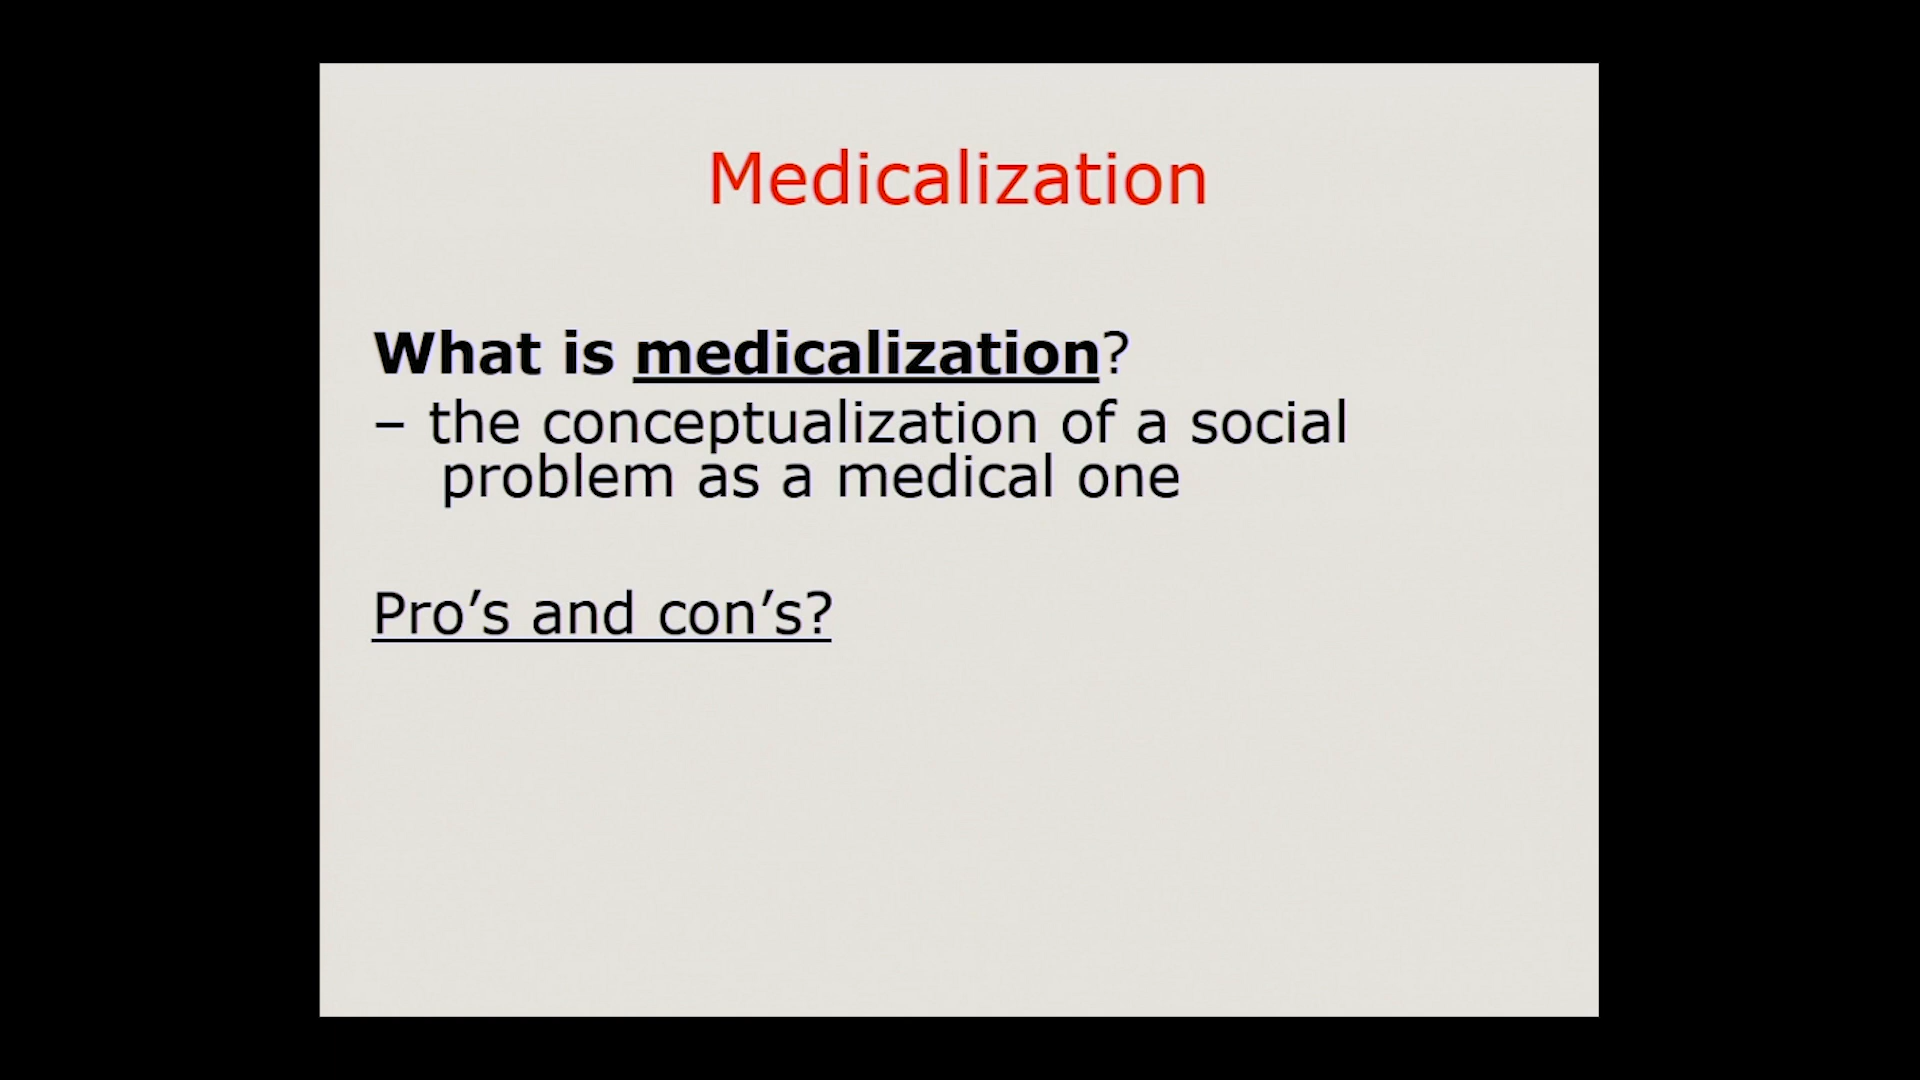 Medicalization
What is medicalization?
– the conceptualization of a social
problem as a medical one
Pro’s and con’s?